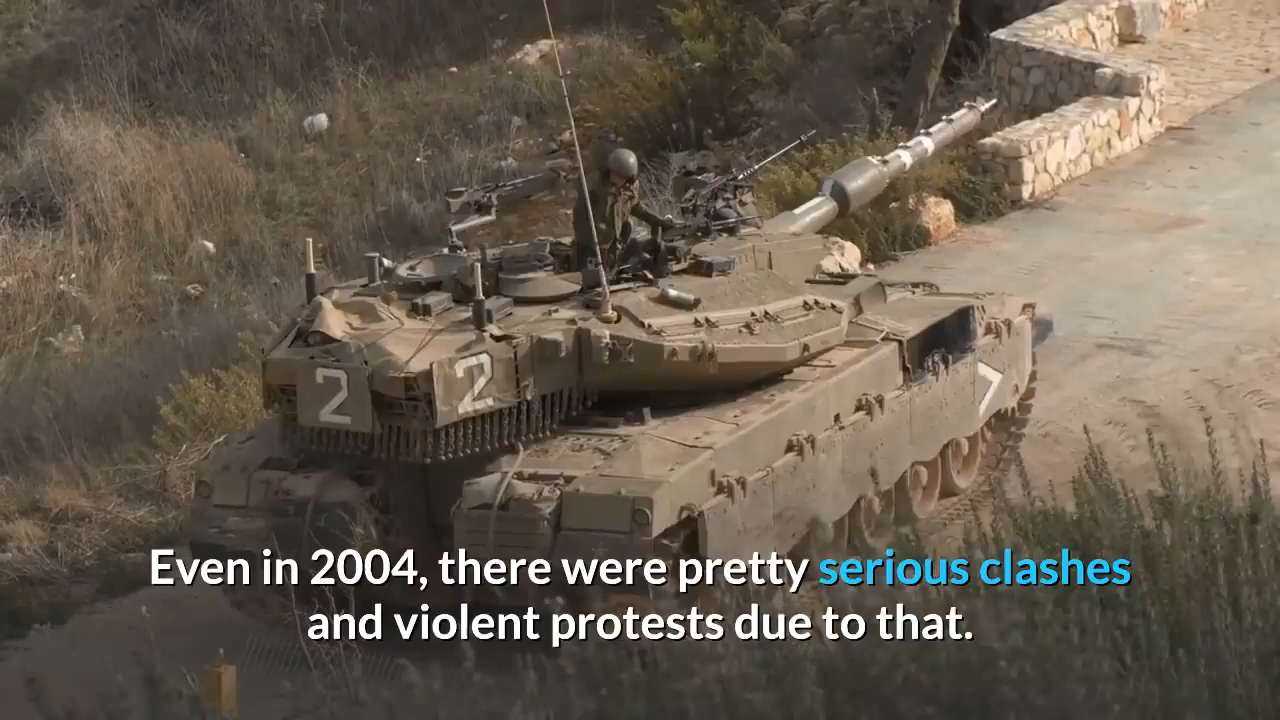 2 2
Even in 2004, there were pretty serious clashes
and violent protests due to that.